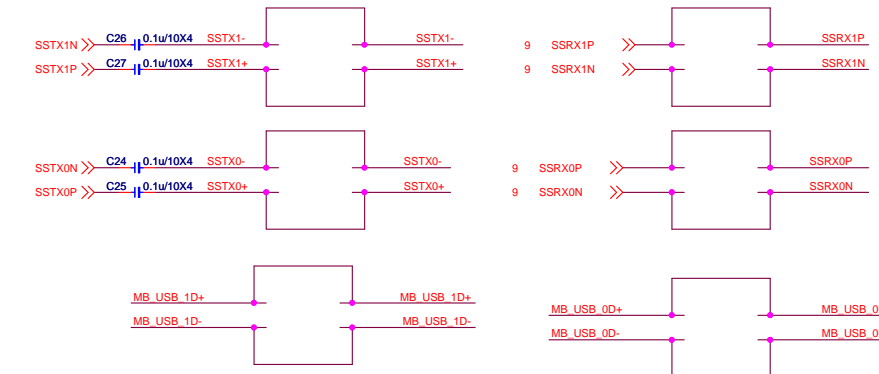 SSTX1N C26 0.1u/10X4 SSTX1- SSTX1- 9 SSRX1P SSRX1P
SSTX1P C27 0.1u/10X4 SSTX1+ SSTX1+ 9 SSRX1N SSRX1N
SSTX0N C24 0.1u/10X4 SSTX0- SSTX0- 9 SSRX0P SSRX0P
SSTX0P C25 0.1u/10X4 SSTX0+ SSTX0+ 9 SSRX0N SSRX0N
MB_USB_1D+ MB_USB_1D+ MB_USB_0D+ MB_USB_0
MB_USB_1D- MB_USB_1D- MB_USB_0D- MB_USB_0